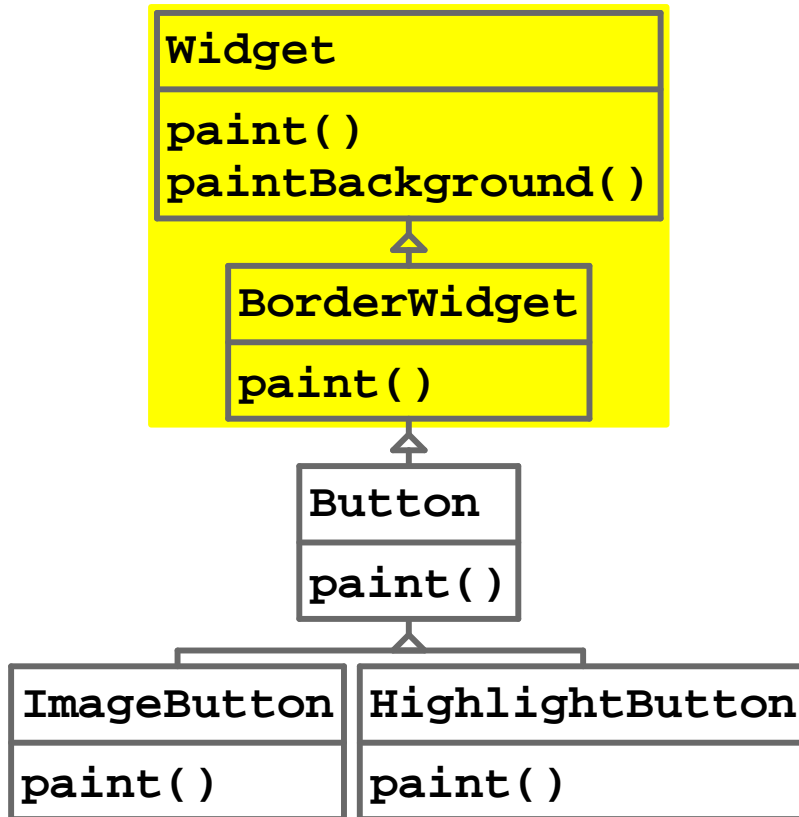 Widget
paint()
paintBackground()
BorderWidget
paint()
Button
paint()
ImageButton
paint()
HighlightButton
paint()